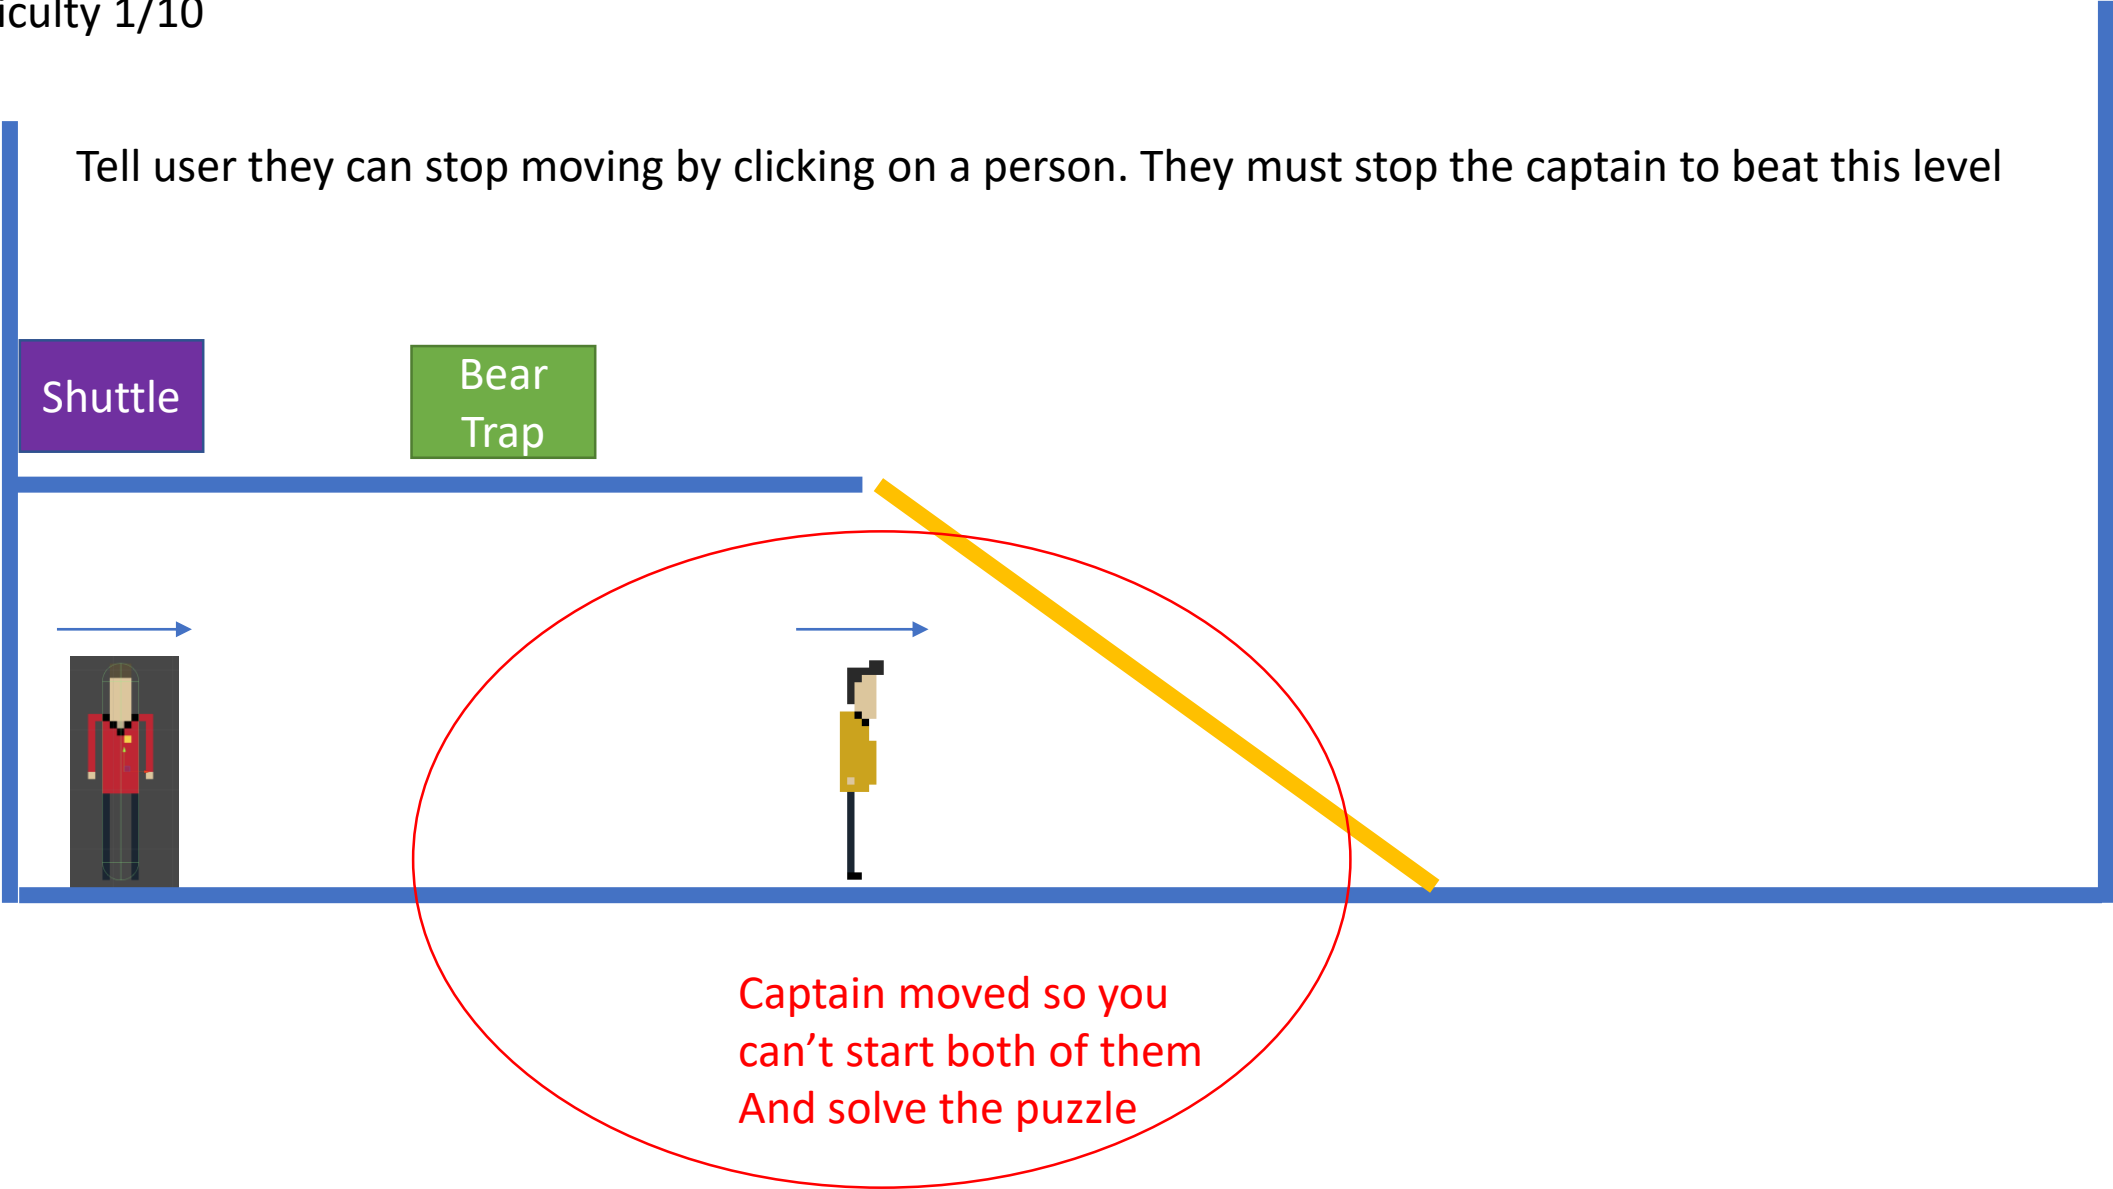 iculty 1/10
Tell user they can stop moving by clicking on a person. They must stop the captain to beat this level
Shuttle
Bear
Trap
Captain moved so you
can’t start both of them
And solve the puzzle